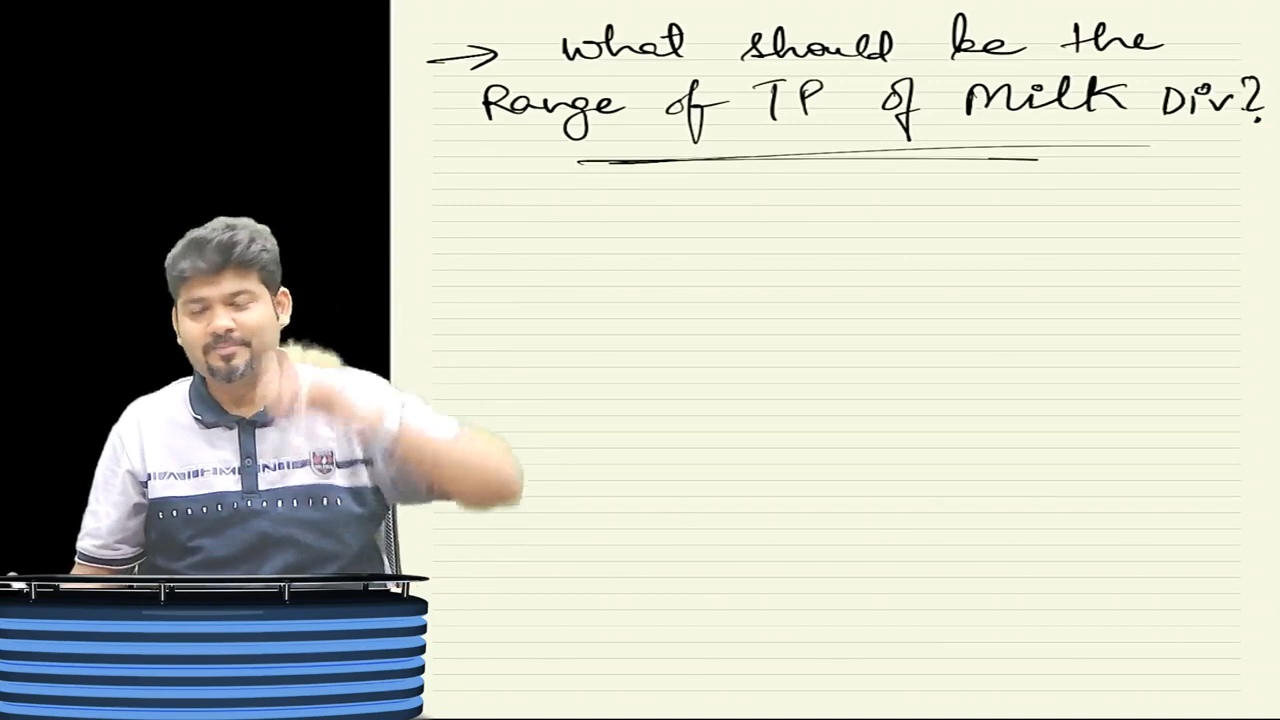 → What should be the
Range of TP of Milk Div?